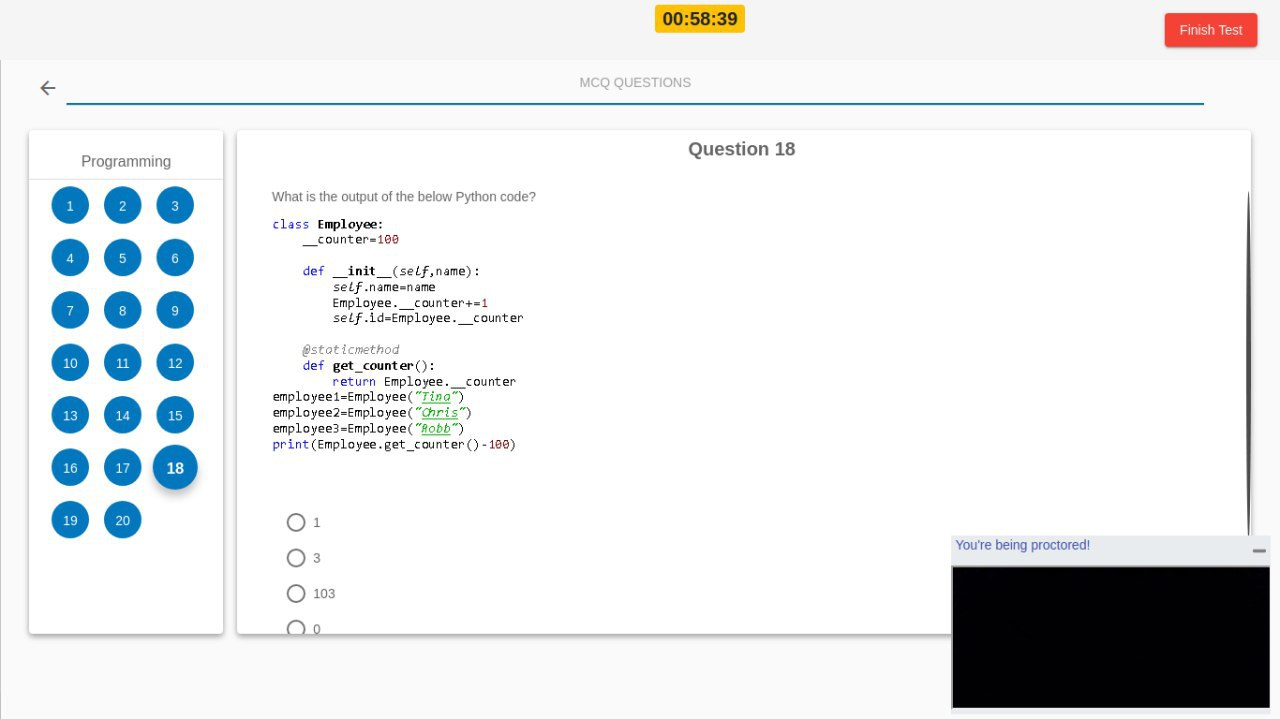 00:58:39
Finish Test
MCQ QUESTIONS
Programming
1 2 3
4 5 6
7 8 9
10 11 12
13 14 15
16 17 18
19 20
Question 18
What is the output of the below Python code?
class Employee:
    __counter=100
    def __init__(self,name):
        self.name=name
        Employee.__counter+=1
        self.id=Employee.__counter
    @staticmethod
    def get_counter():
        return Employee.__counter
employee1=Employee("Tina")
employee2=Employee("Chris")
employee3=Employee("Robb")
print(Employee.get_counter()-100)
1
3
103
0
You're being proctored!